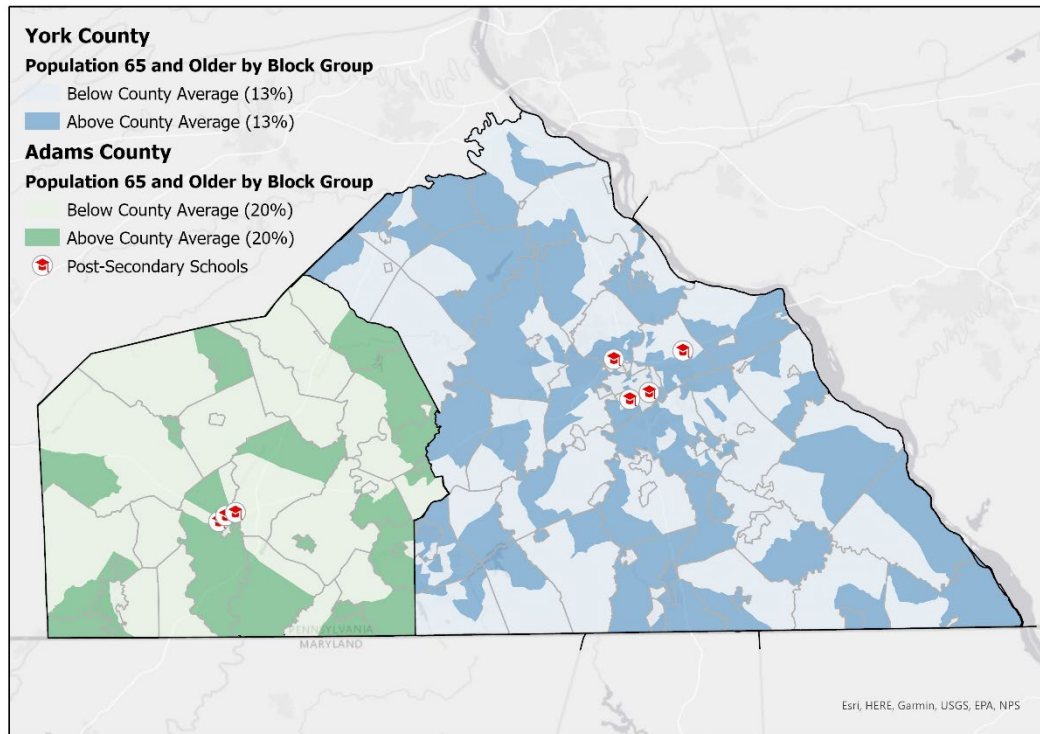 York County
Population 65 and Older by Block Group
Below County Average (13%)
Above County Average (13%)
Adams County
Population 65 and Older by Block Group
Below County Average (20%)
Above County Average (20%)
Post-Secondary Schools
PENNSYLVANIA
MARYLAND
Esri, HERE, Garmin, USGS, EPA, NPS